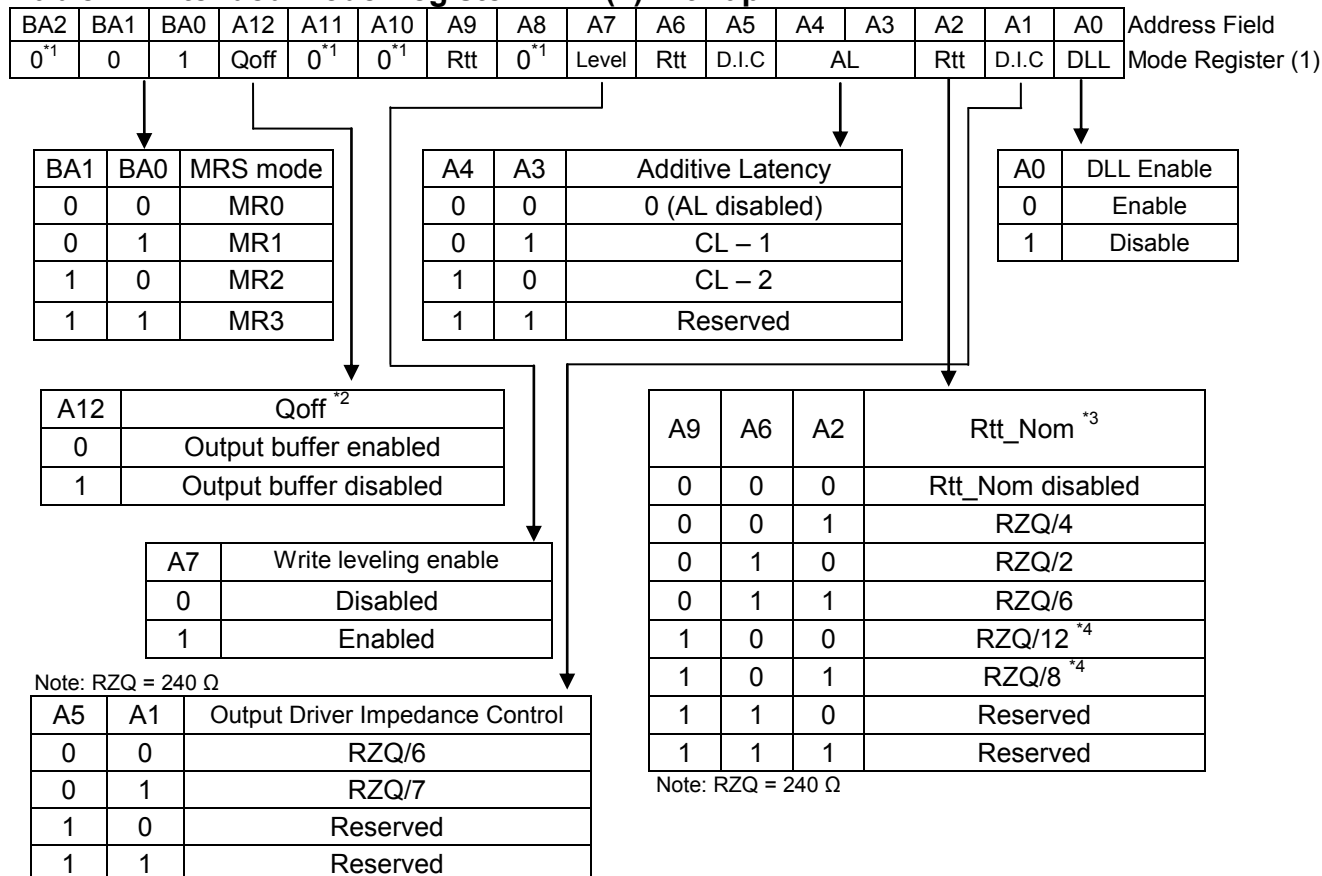 BA2 BA1 BA0 A12 A11 A10 A9 A8 A7 A6 A5 A4 A3 A2 A1 A0 Address Field
0*1 0 1 Qoff 0*1 0*1 Rtt 0*1 Level Rtt D.I.C AL Rtt D.I.C DLL Mode Register (1)
BA1 BA0 MRS mode
0 0 MR0
0 1 MR1
1 0 MR2
1 1 MR3
A4 A3 Additive Latency
0 0 0 (AL disabled)
0 1 CL – 1
1 0 CL – 2
1 1 Reserved
A0 DLL Enable
0 Enable
1 Disable
A12 Qoff *2
0 Output buffer enabled
1 Output buffer disabled
A9 A6 A2 Rtt_Nom *3
0 0 0 Rtt_Nom disabled
0 0 1 RZQ/4
0 1 0 RZQ/2
0 1 1 RZQ/6
1 0 0 RZQ/12 *4
1 0 1 RZQ/8 *4
1 1 0 Reserved
1 1 1 Reserved
Note: RZQ = 240 Ω
A7 Write leveling enable
0 Disabled
1 Enabled
Note: RZQ = 240 Ω
A5 A1 Output Driver Impedance Control
0 0 RZQ/6
0 1 RZQ/7
1 0 Reserved
1 1 Reserved